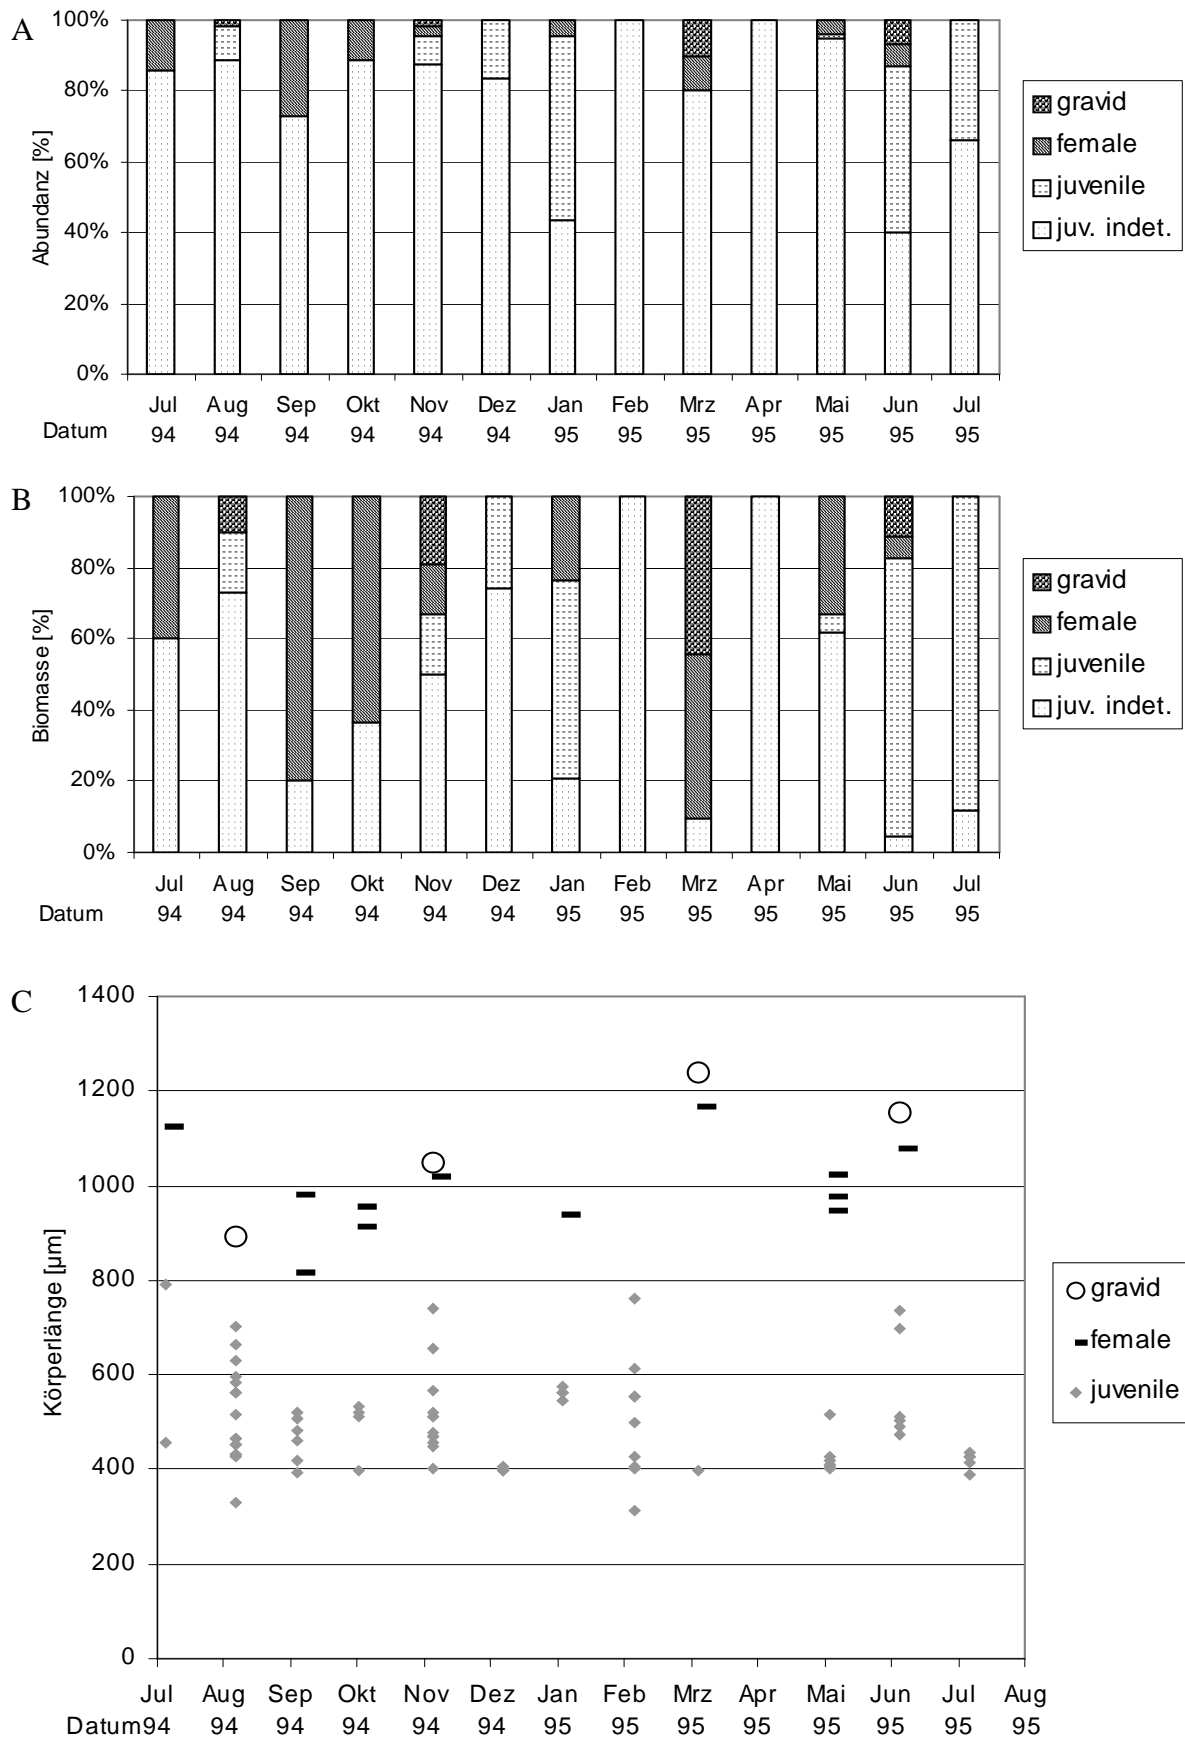 A
Abundanz [%]
100%
80%
60%
40%
20%
0%
Jul Aug Sep Okt Nov Dez Jan Feb Mrz Apr Mai Jun Jul
Datum 94 94 94 94 94 94 95 95 95 95 95 95 95
gravid
female
juvenile
juv. indet.
B
Biomasse [%]
100%
80%
60%
40%
20%
0%
Jul Aug Sep Okt Nov Dez Jan Feb Mrz Apr Mai Jun Jul
Datum 94 94 94 94 94 94 95 95 95 95 95 95 95
gravid
female
juvenile
juv. indet.
C
Körperlänge [µm]
1400
1200
1000
800
600
400
200
0
Jul Aug Sep Okt Nov Dez Jan Feb Mrz Apr Mai Jun Jul Aug
Datum94 94 94 94 94 94 95 95 95 95 95 95 95 95
gravid
female
juvenile